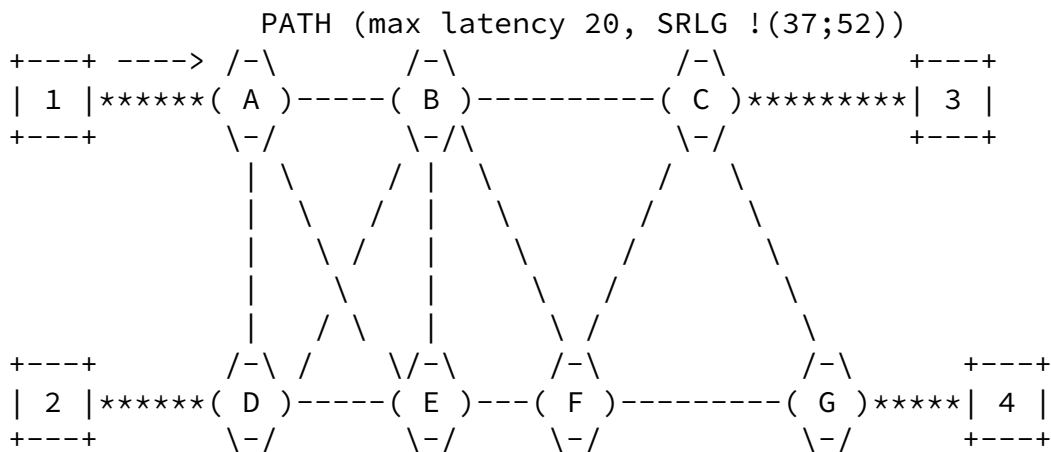 PATH (max latency 20, SRLG !(37;52))
+---+ ----> /-\ /-\ /-\ +---+
| 1 |******( A )-----( B )----------( C )*********| 3 |
+---+ \-/ \-/\ \-/ +---+
| \ / | \ / \
| \ / | \ / \
| \ / | \ / \
| \ | \ / \
| / \ | \ / \
+---+ /-\ / \/-\ /-\ /-\ +---+
| 2 |******( D )-----( E )---( F )---------( G )*****| 4 |
+---+ \-/ \-/ \-/ \-/ +---+